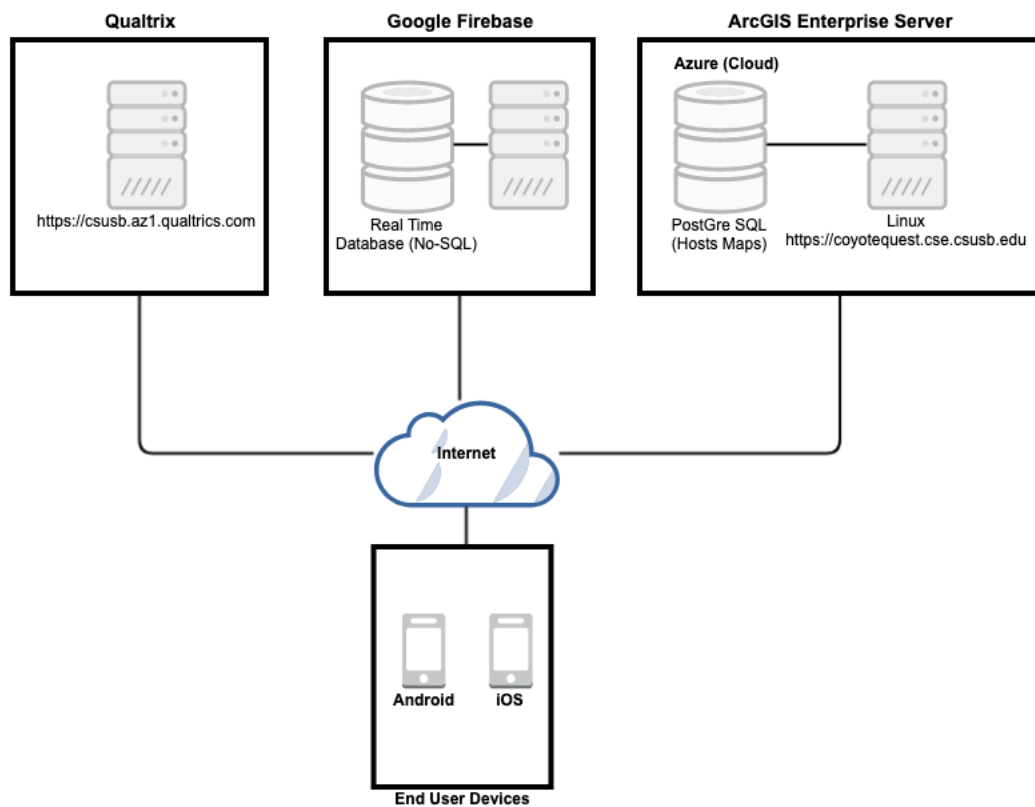 Qualtrix
Google Firebase
ArcGIS Enterprise Server
https://csusb.az1.qualtrics.com
Real Time
Database (No-SQL)
Azure (Cloud)
PostGre SQL
(Hosts Maps)
Linux
https://coyotequest.cse.csusb.edu
Internet
Android
iOS
End User Devices